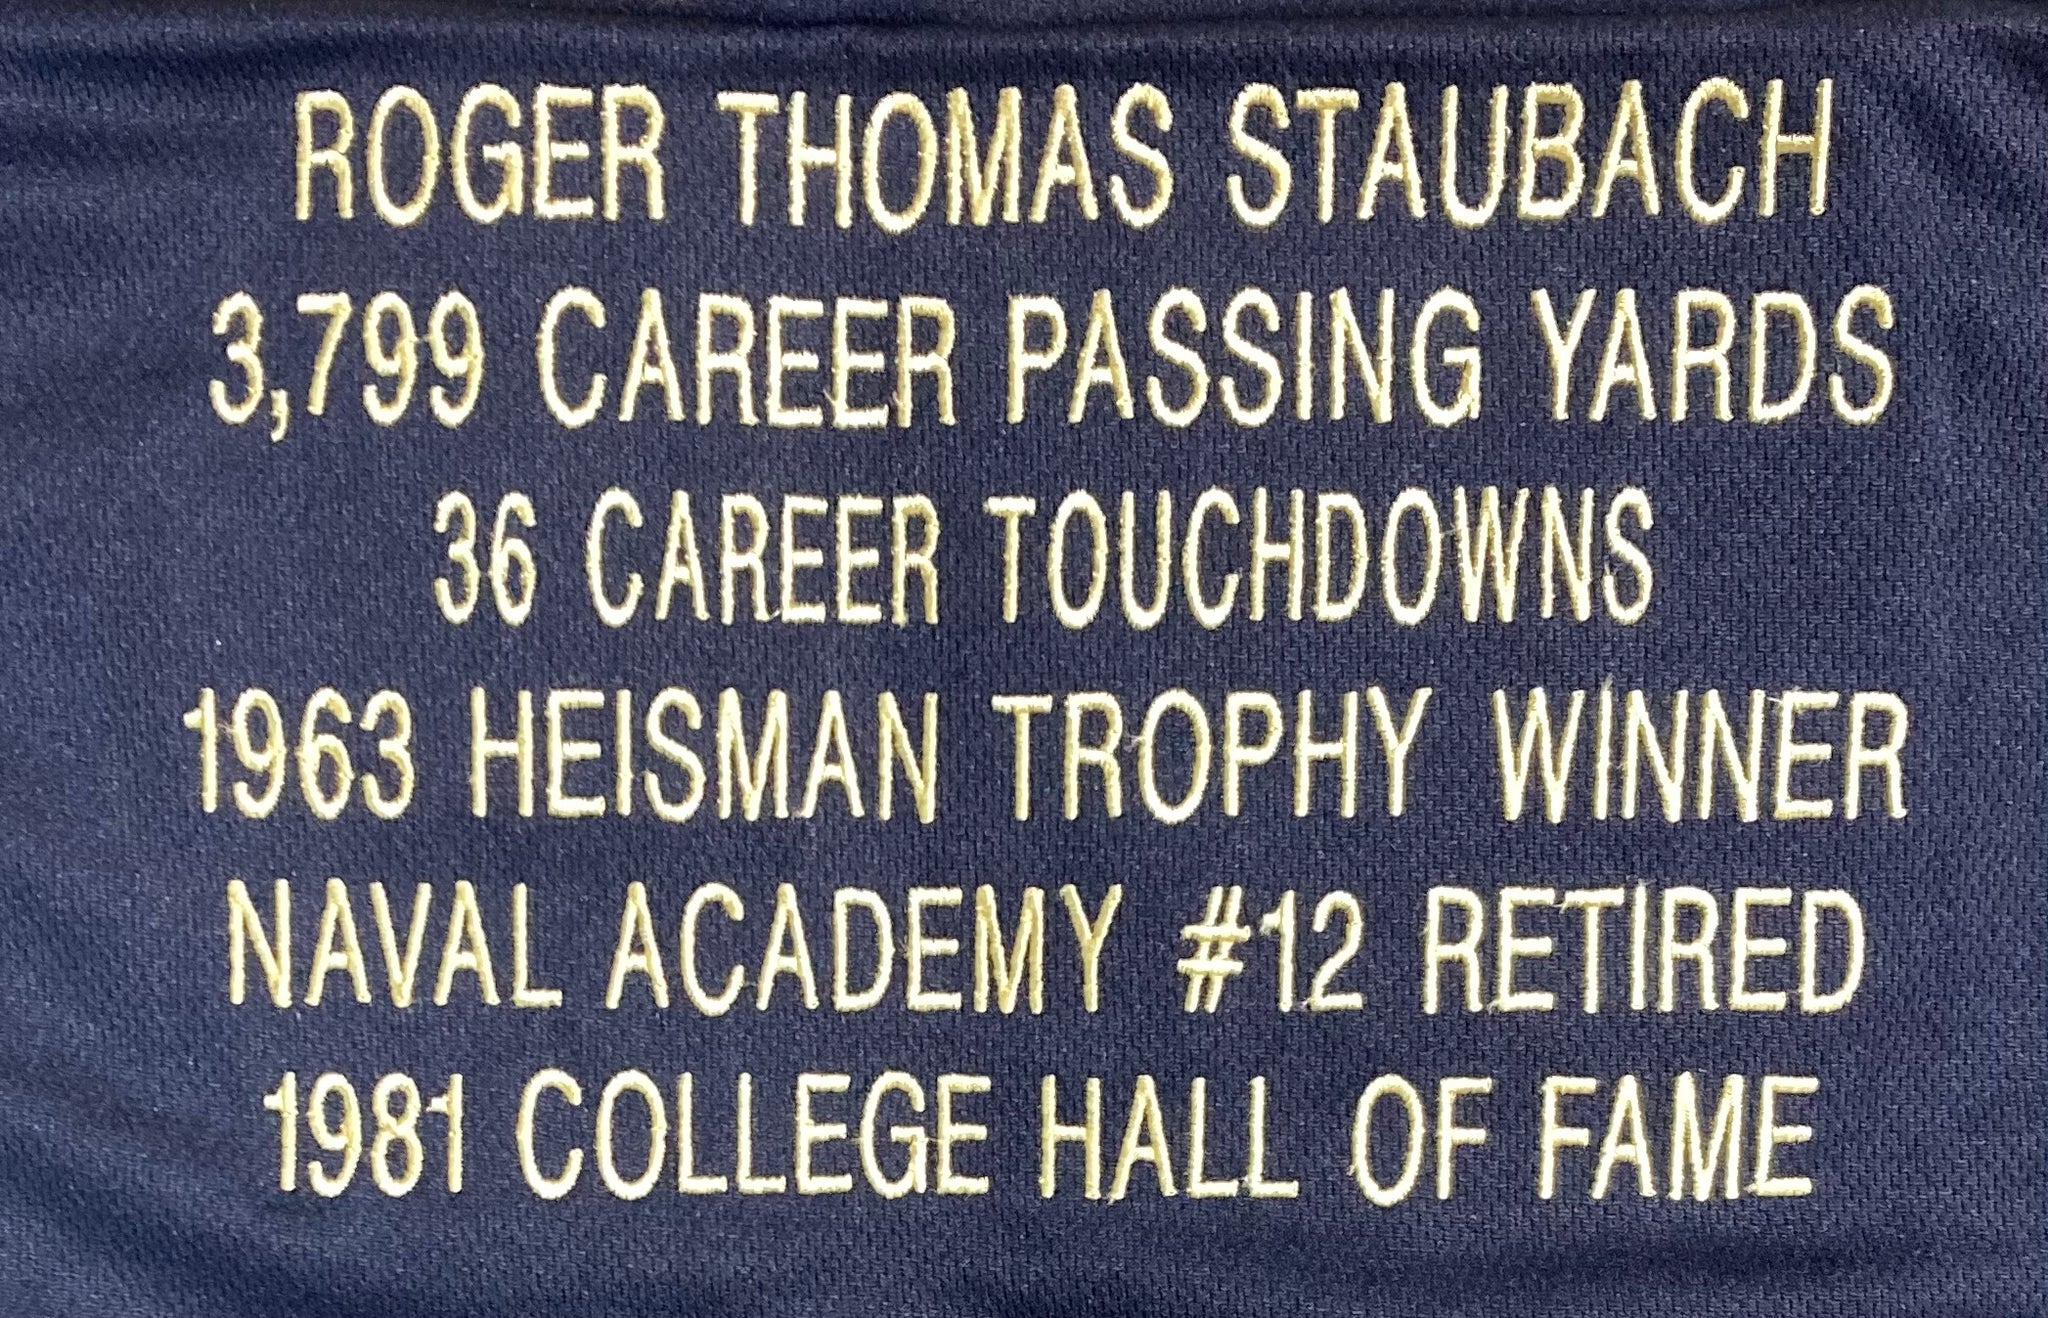 ROGER THOMAS STAUBACH
3,799 CAREER PASSING YARDS
36 CAREER TOUCHDOWNS
1963 HEISMAN TROPHY WINNER
NAVAL ACADEMY #12 RETIRED
1981 COLLEGE HALL OF FAME